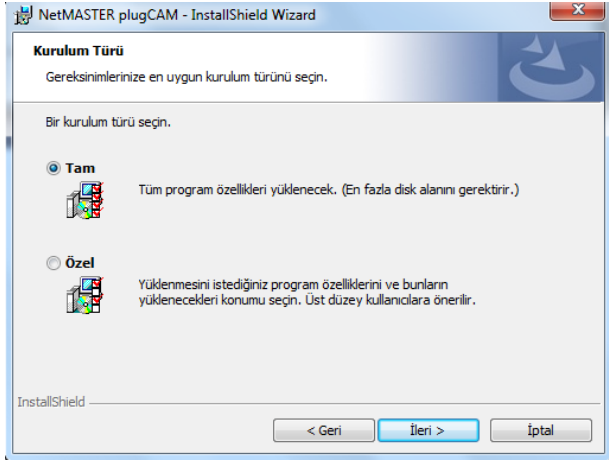 NetMASTER plugCAM - InstallShield Wizard
Kurulum Türü
Gereksinimlerinize en uygun kurulum türünü seçin.
Bir kurulum türü seçin.
Tam
Tüm program özellikleri yüklenecek. (En fazla disk alanını gerektirir.)
Özel
Yüklenmesini istediğiniz program özelliklerini ve bunların
yüklenecekleri konumu seçin. Üst düzey kullanıcılara önerilir.
InstallShield
< Geri İleri > İptal